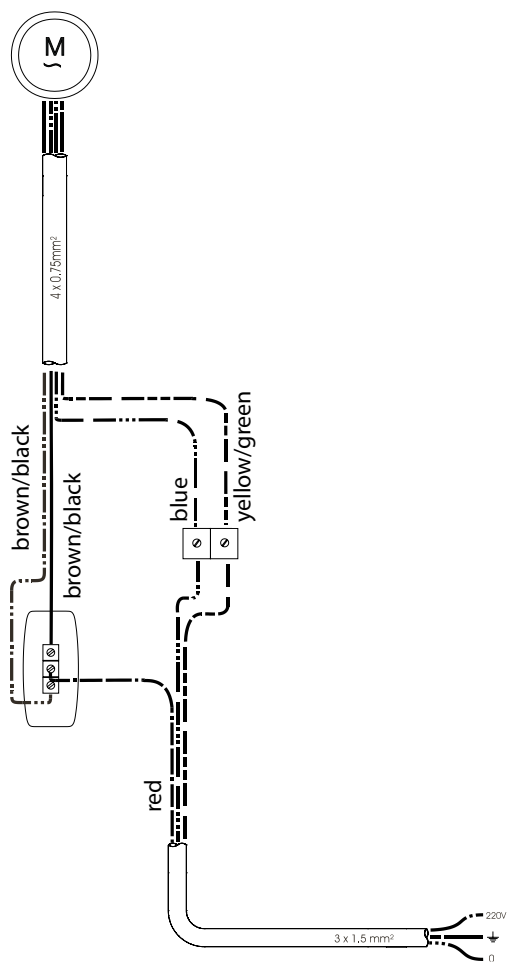 M
4 x 0.75mm²
brown/black
brown/black
blue
yellow/green
red
3 x 1.5 mm²
220V
0